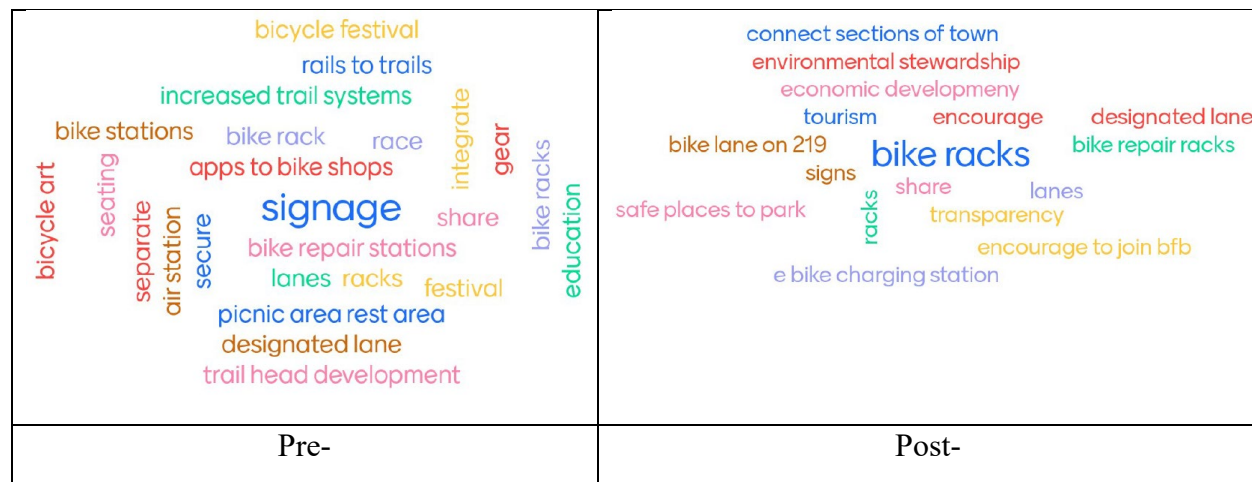 bicycle festival
rails to trails
increased trail systems
bike stations
bike rack
race
integrate
gear
bike racks
apps to bike shops
bicycle art
seating
separate
air station
secure
signage
share
education
bike repair stations
lanes
racks
festival
picnic area rest area
designated lane
trail head development
Pre-
connect sections of town
environmental stewardship
economic developmeny
tourism
encourage
designated lane
bike lane on 219
bike racks
bike repair racks
signs
share
lanes
safe places to park
racks
transparency
encourage to join bfb
e bike charging station
Post-